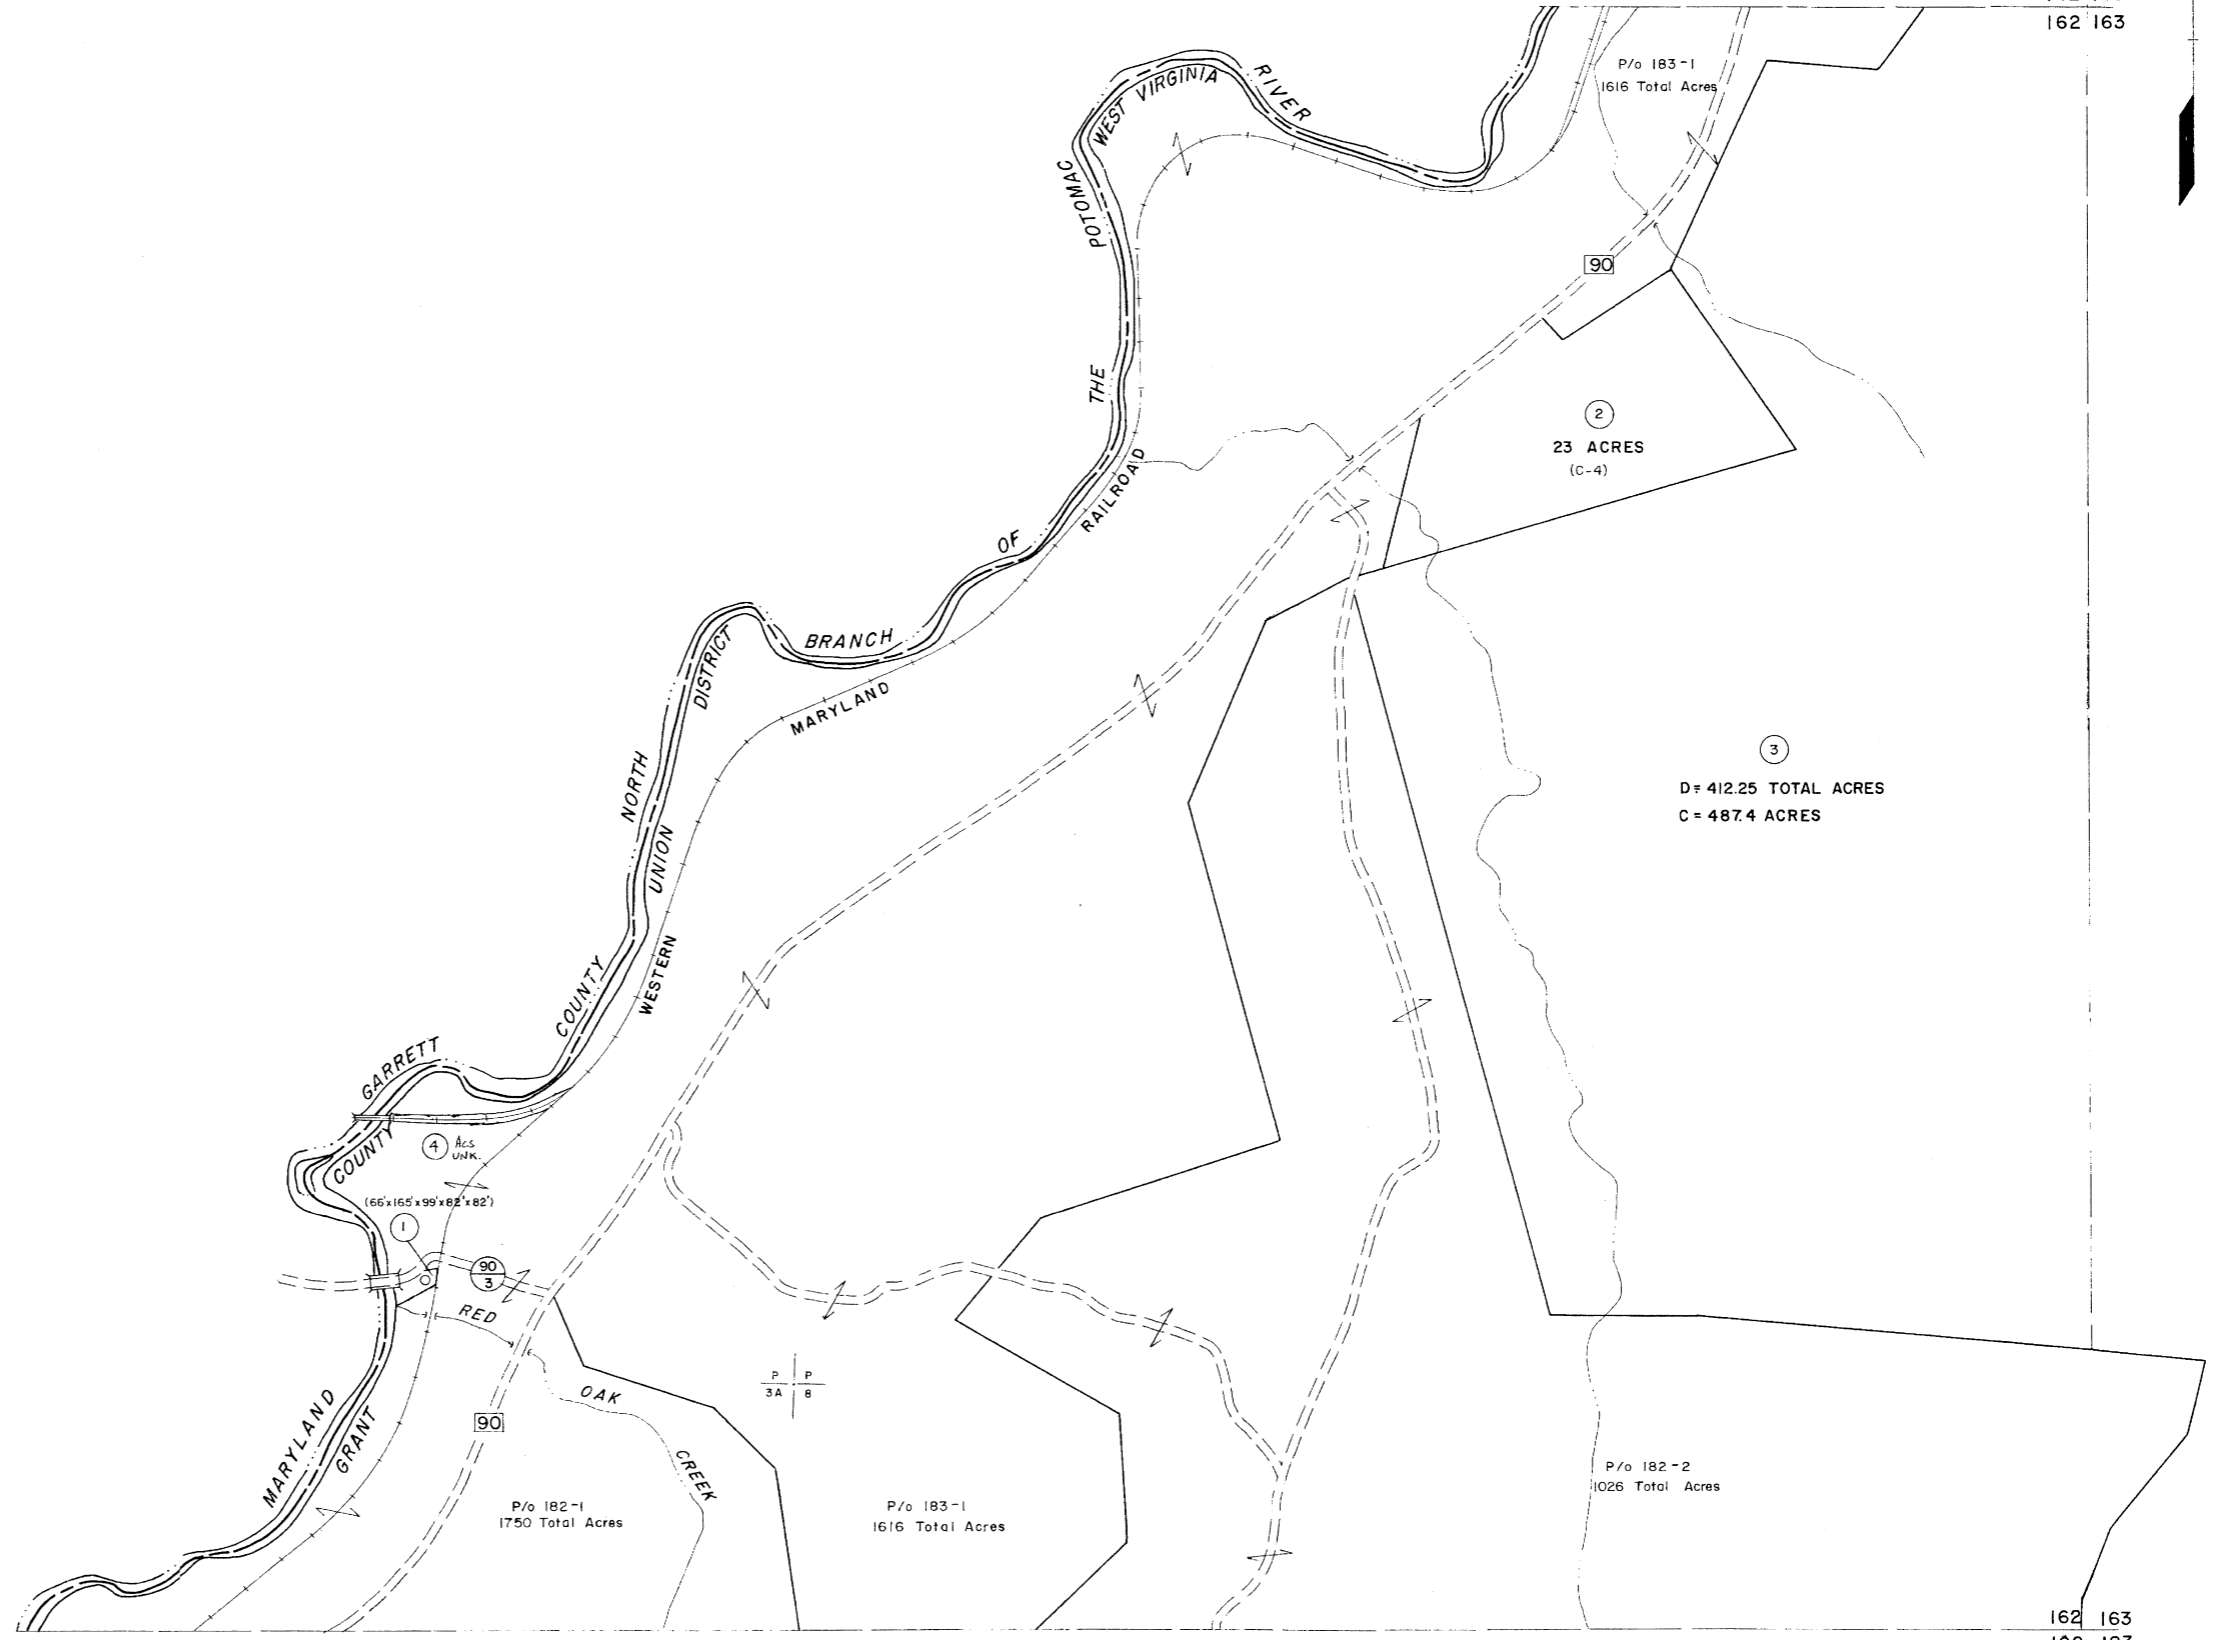 162 163
P/o 183-1
1616 Total Acres
WEST VIRGINIA
RIVER
POTOMAC
90
THE
2
23 ACRES
(C-4)
RAILROAD
OF
BRANCH
DISTRICT
MARYLAND
NORTH
3
D= 412.25 TOTAL ACRES
C = 487.4 ACRES
UNION
WESTERN
COUNTY
GARRETT
COUNTY
4 Acs
UNK.
(66'x165'x99'x82'x82')
1
90
3
RED
P P
3A 8
OAK
MARYLAND
GRANT
90
CREEK
P/o 182-1
1750 Total Acres
P/o 183-1
1616 Total Acres
P/o 182-2
1026 Total Acres
162 163